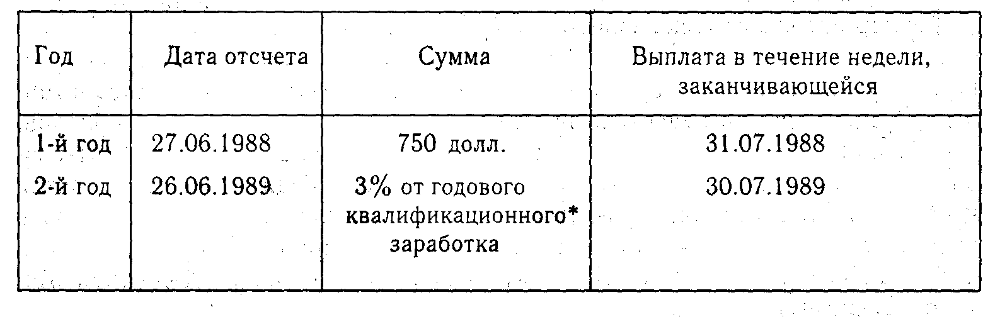 Год Дата отсчета Сумма Выплата в течение недели,
заканчивающейся
1-й год 27.06.1988 750 долл. 31.07.1988
2-й год 26.06.1989 3% от годового 30.07.1989
квалификационного*
заработка